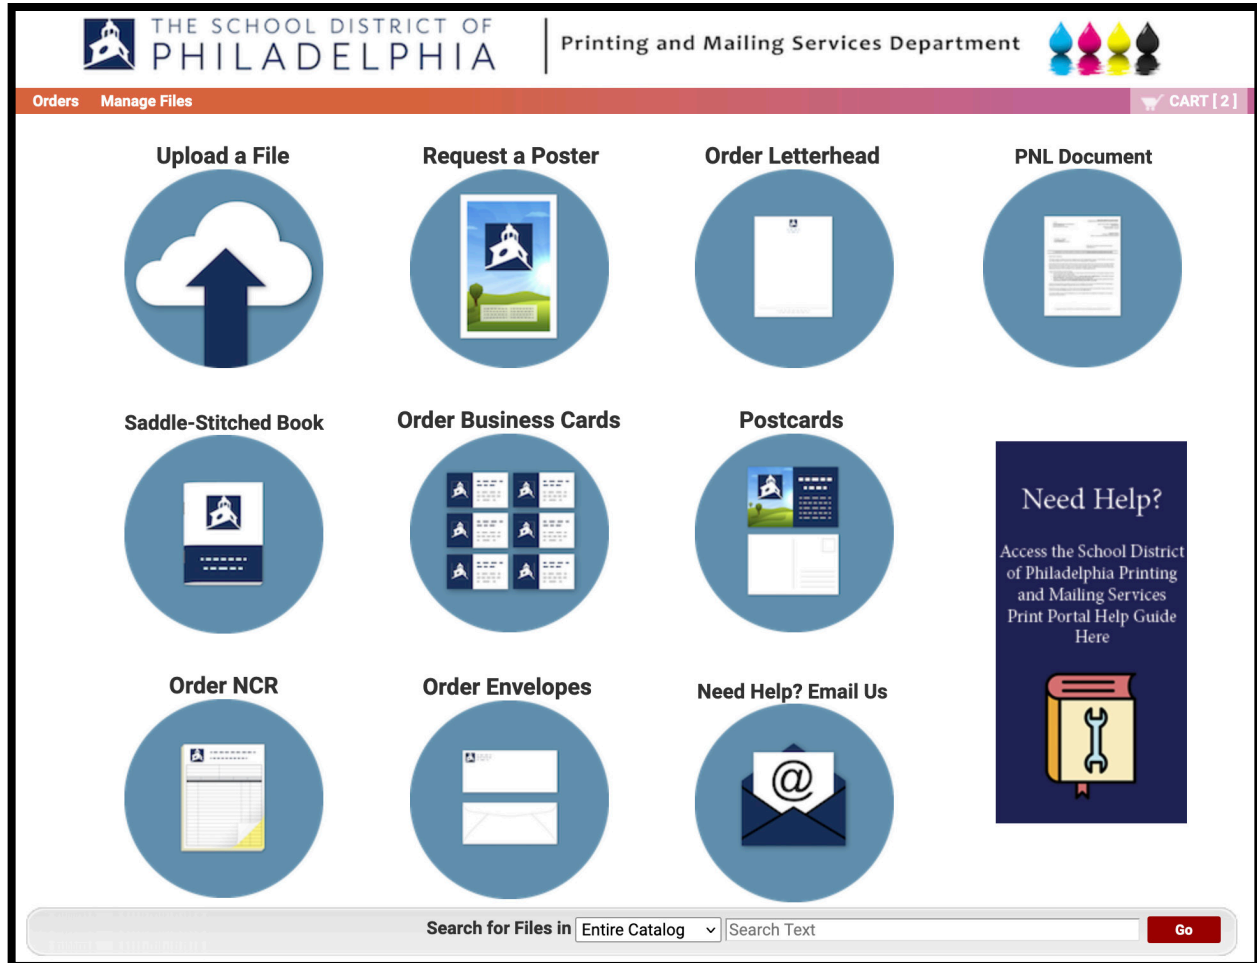 THE SCHOOL DISTRICT OF
PHILADELPHIA
Printing and Mailing Services Department
Orders Manage Files CART [ 2 ]
Upload a File
Request a Poster
Order Letterhead
PNL Document
Saddle-Stitched Book
Order Business Cards
Postcards
Need Help?
Access the School District
of Philadelphia Printing
and Mailing Services
Print Portal Help Guide
Here
Order NCR
Order Envelopes
Need Help? Email Us
@
Search for Files in Entire Catalog Search Text Go